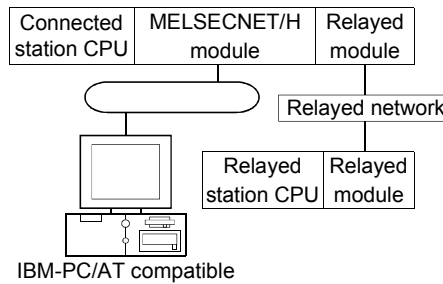 Connected
station CPU
MELSECNET/H
module
Relayed
module
Relayed network
Relayed
station CPU
Relayed
module
IBM-PC/AT compatible